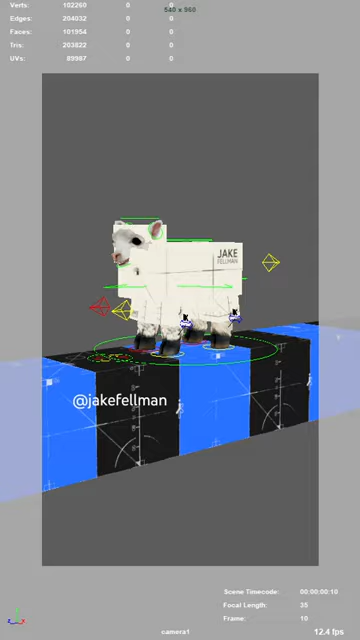 Verts: 102260 0 0
540 x 960
Edges: 204032 0 0
Faces: 101954 0 0
Tris: 203822 0 0
UVs: 89987 0 0
JAKE
FELLMAN
@jakefellman
Scene Timecode: 00:00:00:10
Focal Length: 35
Frame: 10
camera1
12.4 fps